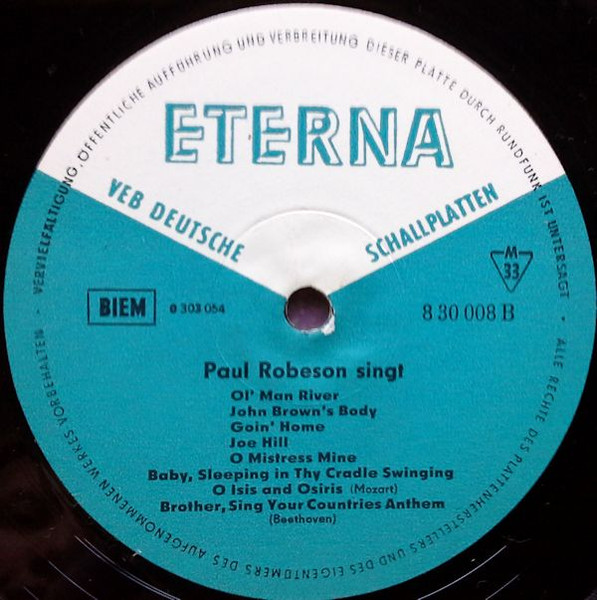 ALLE RECHTE DES PLATTENHERSTELLERS UND DES EIGENTÜMERS DES AUFGENOMMENEN WERKES VORBEHALTEN · VERVIELFÄLTIGUNG, ÖFFENTLICHE AUFFÜHRUNG UND VERBREITUNG DIESER PLATTE DURCH RUNDFUNK IST UNTERSAGT ·
ETERNA
VEB DEUTSCHE SCHALLPLATTEN
M
33
BIEM 0 303 054 8 30 008 B
Paul Robeson singt
Ol' Man River
John Brown's Body
Goin' Home
Joe Hill
O Mistress Mine
Baby, Sleeping in Thy Cradle Swinging
O Isis and Osiris (Mozart)
Brother, Sing Your Countries Anthem
(Beethoven)